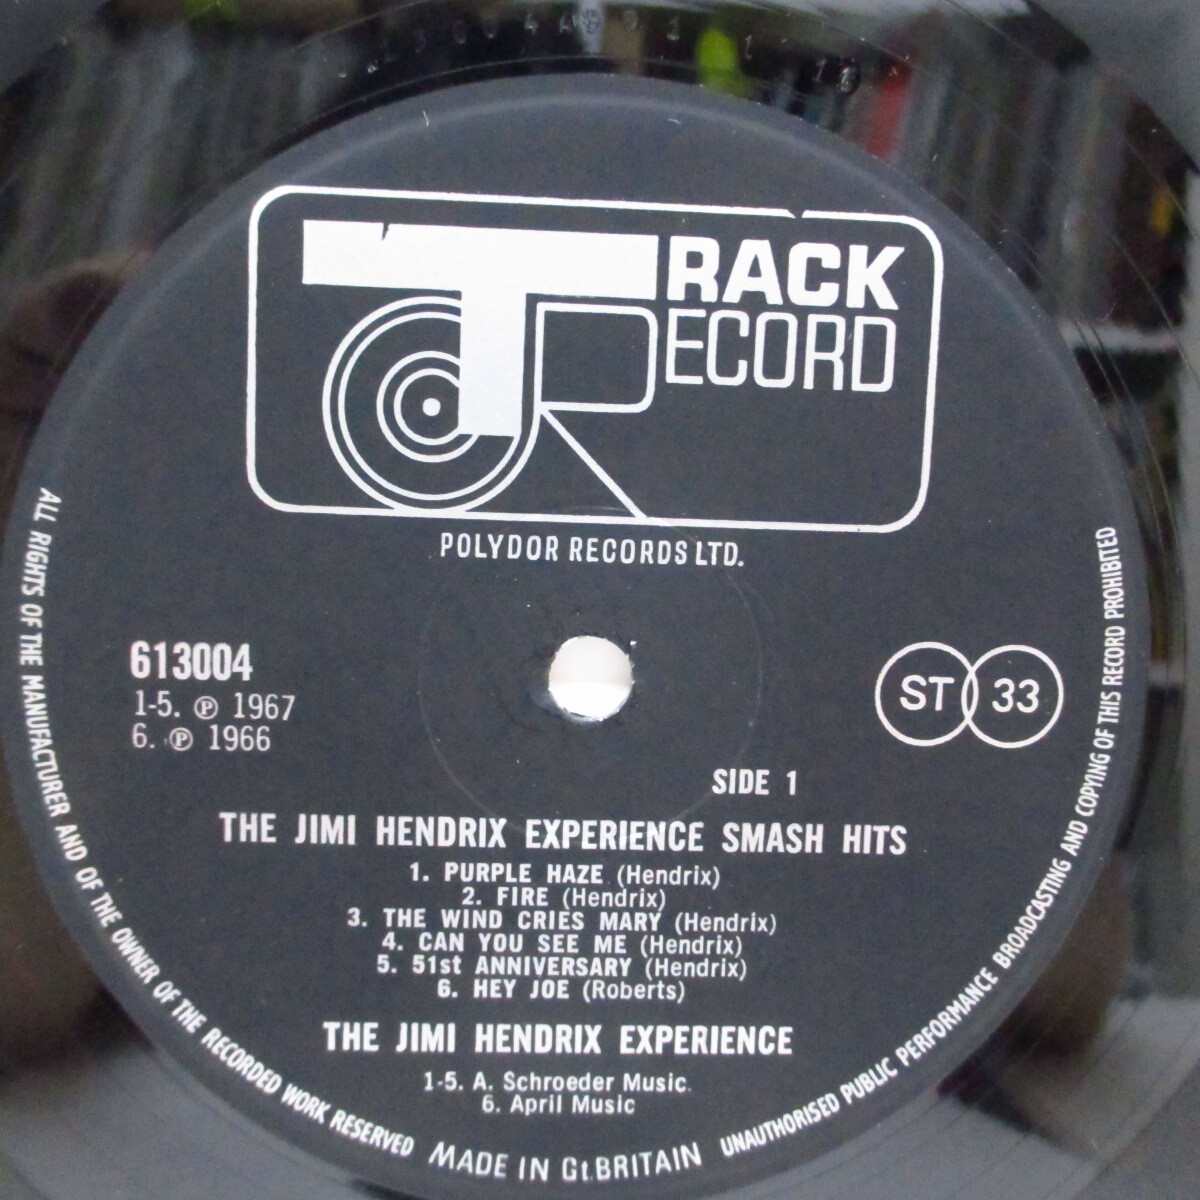 TRACK
RECORD
POLYDOR RECORDS LTD.
613004
1-5. ℗ 1967
6. ℗ 1966
ST 33
SIDE 1
THE JIMI HENDRIX EXPERIENCE SMASH HITS
1. PURPLE HAZE (Hendrix)
2. FIRE (Hendrix)
3. THE WIND CRIES MARY (Hendrix)
4. CAN YOU SEE ME (Hendrix)
5. 51st ANNIVERSARY (Hendrix)
6. HEY JOE (Roberts)
THE JIMI HENDRIX EXPERIENCE
1-5. A. Schroeder Music.
6. April Music
ALL RIGHTS OF THE MANUFACTURER AND OF THE OWNER OF THE RECORDED WORK RESERVED MADE IN Gt. BRITAIN UNAUTHORISED PUBLIC PERFORMANCE BROADCASTING AND COPYING OF THIS RECORD PROHIBITED